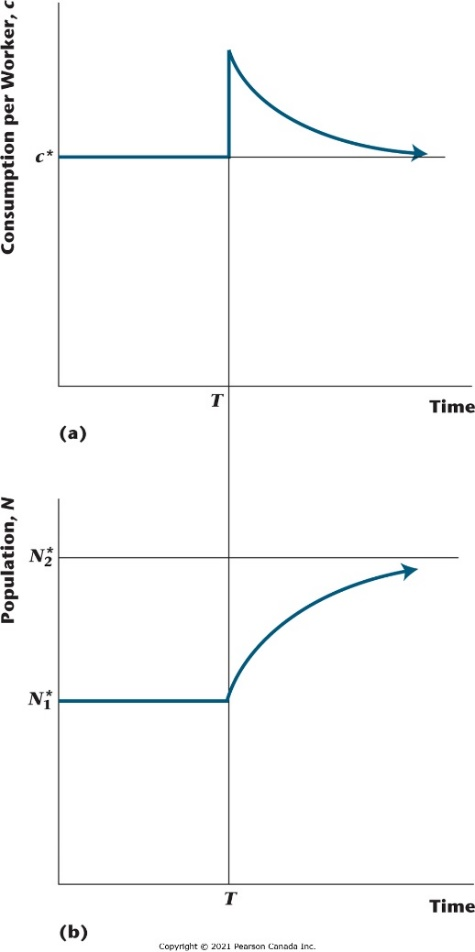 Consumption per Worker, c
c*
T
Time
(a)
Population, N
N₂*
N₁*
T
Time
(b)
Copyright © 2021 Pearson Canada Inc.